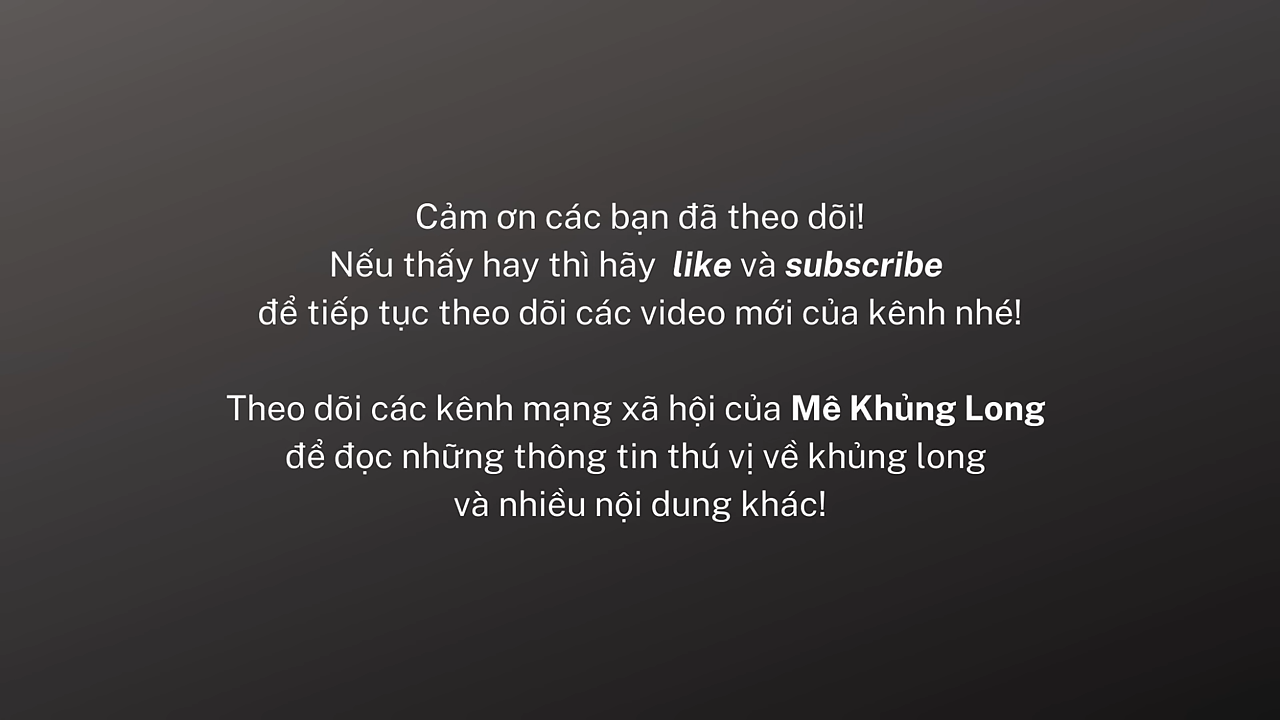 Cảm ơn các bạn đã theo dõi!
Nếu thấy hay thì hãy like và subscribe
để tiếp tục theo dõi các video mới của kênh nhé!
Theo dõi các kênh mạng xã hội của Mê Khủng Long
để đọc những thông tin thú vị về khủng long
và nhiều nội dung khác!